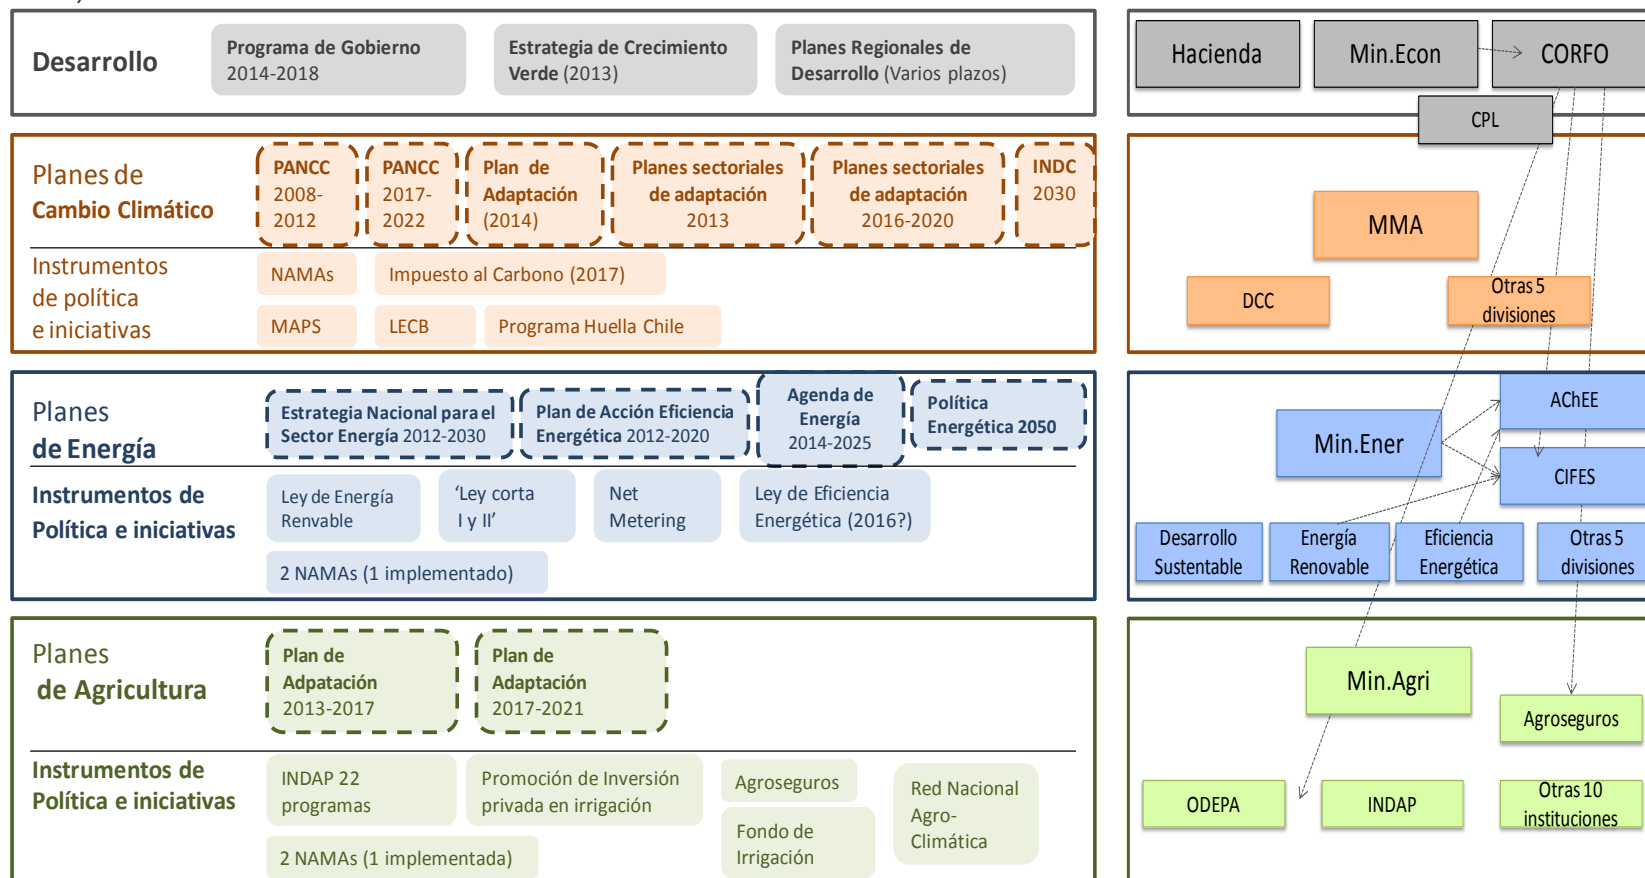 Desarrollo
Programa de Gobierno
2014-2018
Estrategia de Crecimiento
Verde (2013)
Planes Regionales de
Desarrollo (Varios plazos)
Hacienda
Min.Econ
CORFO
CPL
Planes de
Cambio Climático
PANCC
2008-
2012
PANCC
2017-
2022
Plan de
Adaptación
(2014)
Planes sectoriales
de adaptación
2013
Planes sectoriales
de adaptación
2016-2020
INDC
2030
Instrumentos
de política
e iniciativas
NAMAs
Impuesto al Carbono (2017)
MAPS
LECB
Programa Huella Chile
MMA
DCC
Otras 5
divisiones
Planes
de Energía
Estrategia Nacional para el
Sector Energía 2012-2030
Plan de Acción Eficiencia
Energética 2012-2020
Agenda de
Energía
2014-2025
Política
Energética 2050
Instrumentos de
Política e iniciativas
Ley de Energía
Renvable
‘Ley corta
I y II’
Net
Metering
Ley de Eficiencia
Energética (2016?)
2 NAMAs (1 implementado)
Min.Ener
AChEE
CIFES
Desarrollo
Sustentable
Energía
Renovable
Eficiencia
Energética
Otras 5
divisiones
Planes
de Agricultura
Plan de
Adpatación
2013-2017
Plan de
Adaptación
2017-2021
Instrumentos de
Política e iniciativas
INDAP 22
programas
Promoción de Inversión
privada en irrigación
Agroseguros
Red Nacional
Agro-
Climática
Fondo de
Irrigación
2 NAMAs (1 implementada)
Min.Agri
Agroseguros
ODEPA
INDAP
Otras 10
instituciones